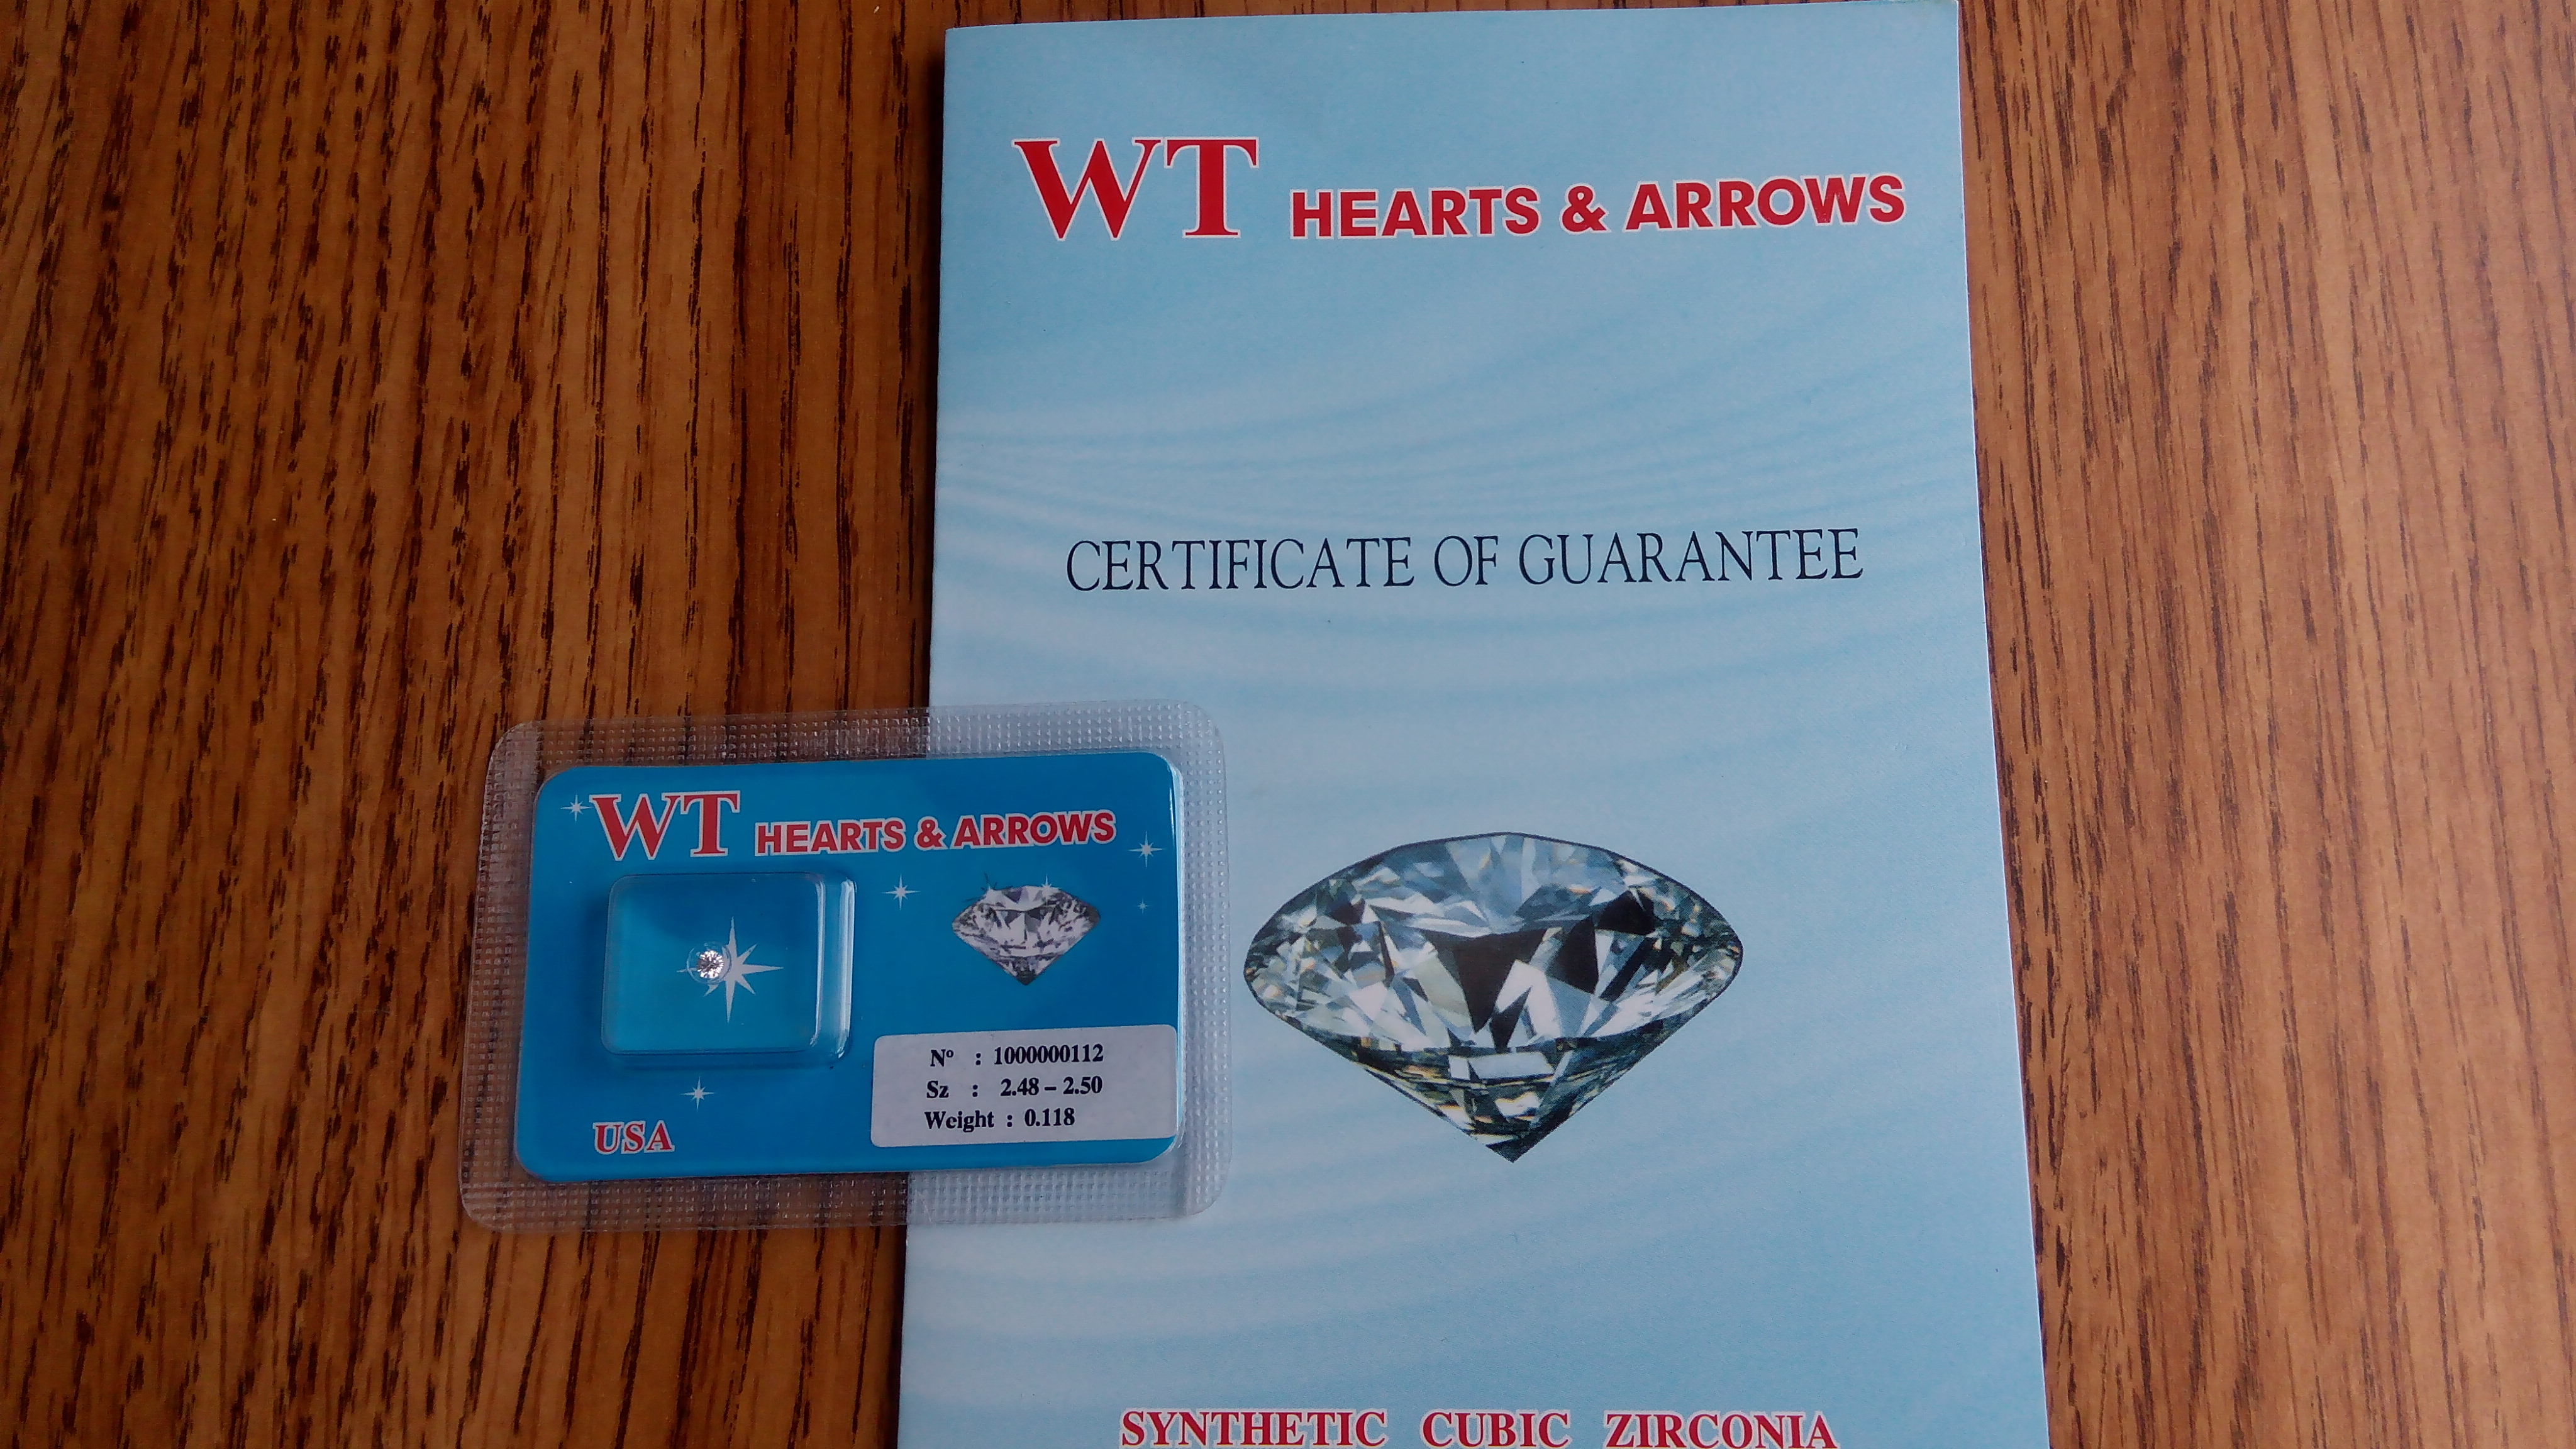 WT HEARTS & ARROWS
CERTIFICATE OF GUARANTEE
WT HEARTS & ARROWS
Nº : 1000000112
Sz : 2.48 – 2.50
Weight : 0.118
USA
SYNTHETIC CUBIC ZIRCONIA